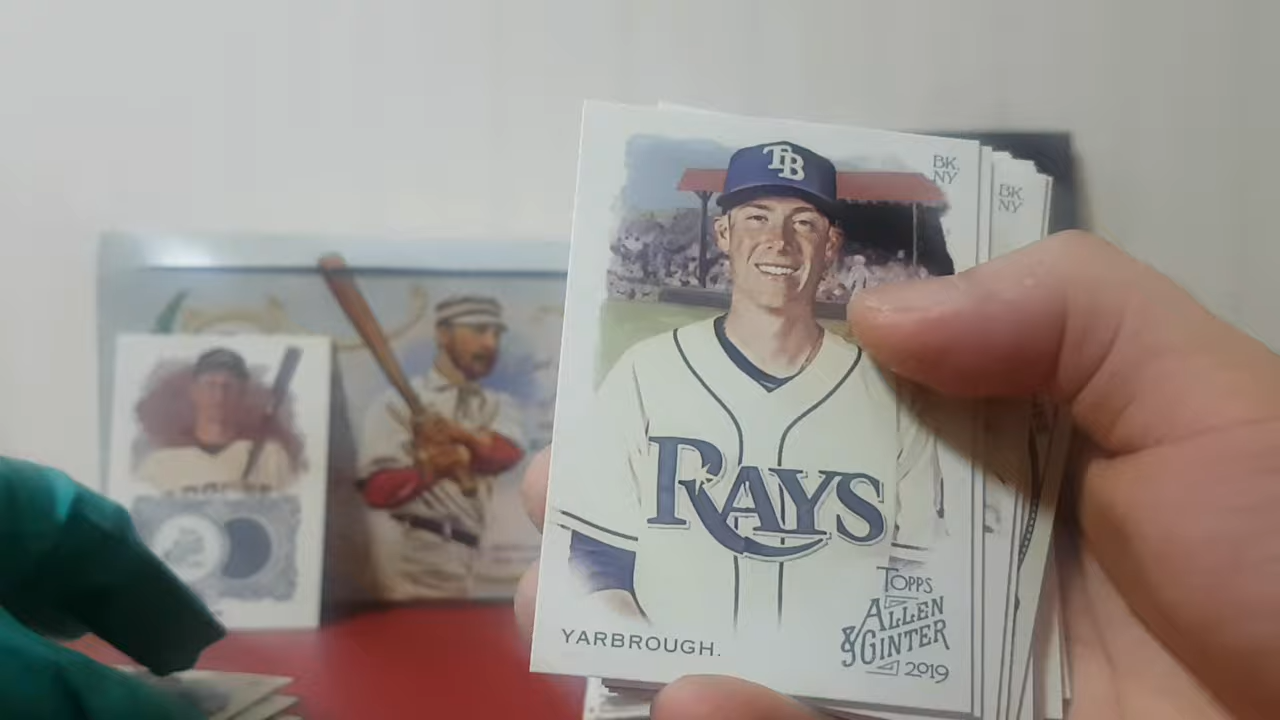 TB
BK.
NY
BK.
NY
RAYS
TOPPS
ALLEN
& GINTER
2019
YARBROUGH.